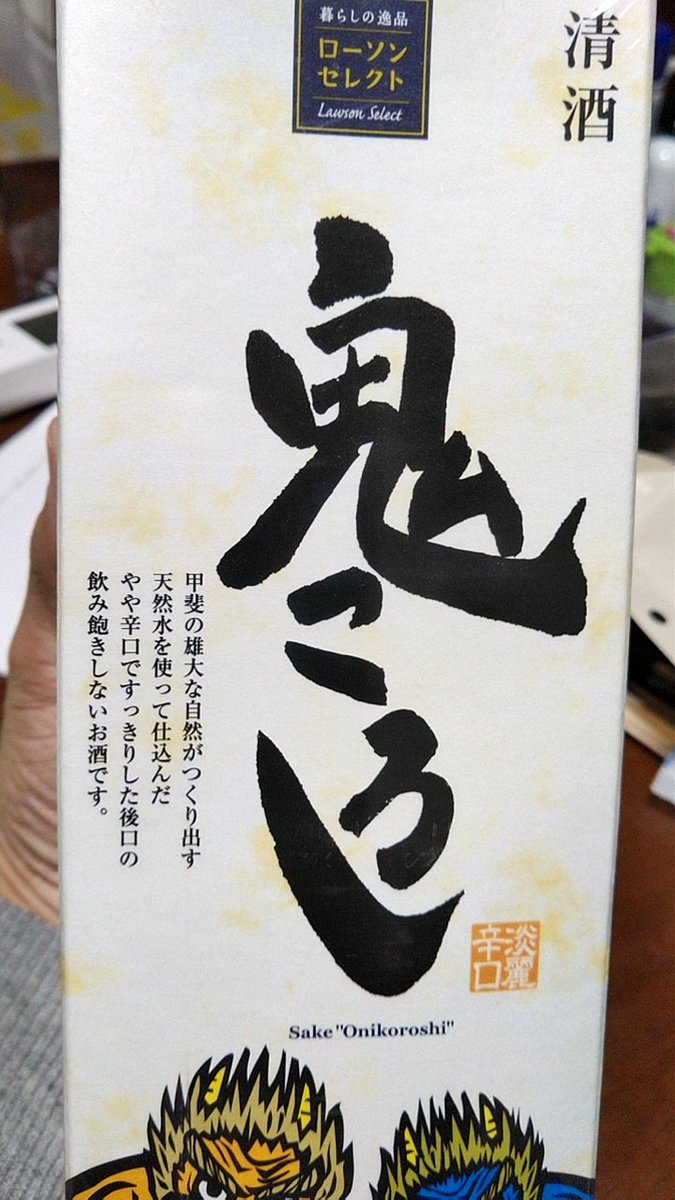 暮らしの逸品
ローソン
セレクト
Lawson Select
清酒
鬼ころし
甲斐の雄大な自然がつくり出す
天然水を使って仕込んだ
やや辛口ですっきりした後口の
飲み飽きしないお酒です。
淡麗
辛口
Sake "Onikoroshi"